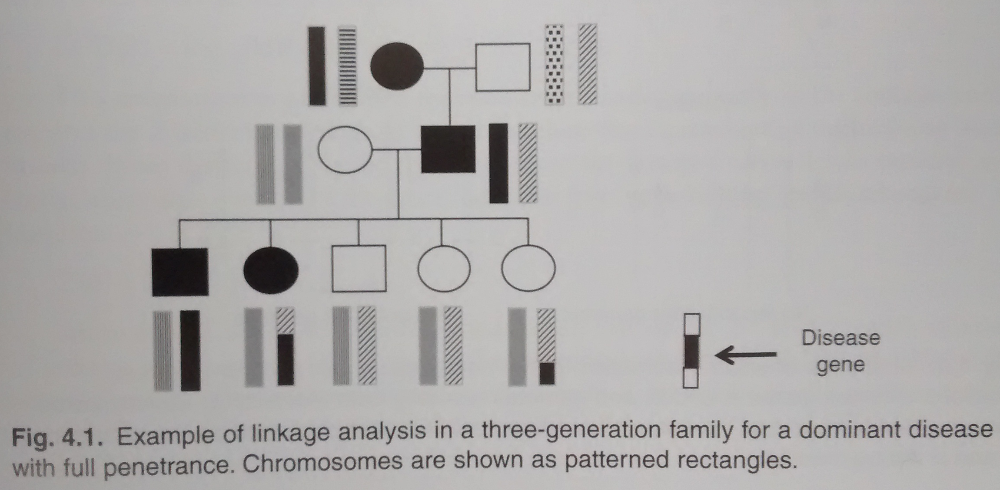 Disease
gene
Fig. 4.1. Example of linkage analysis in a three-generation family for a dominant disease
with full penetrance. Chromosomes are shown as patterned rectangles.